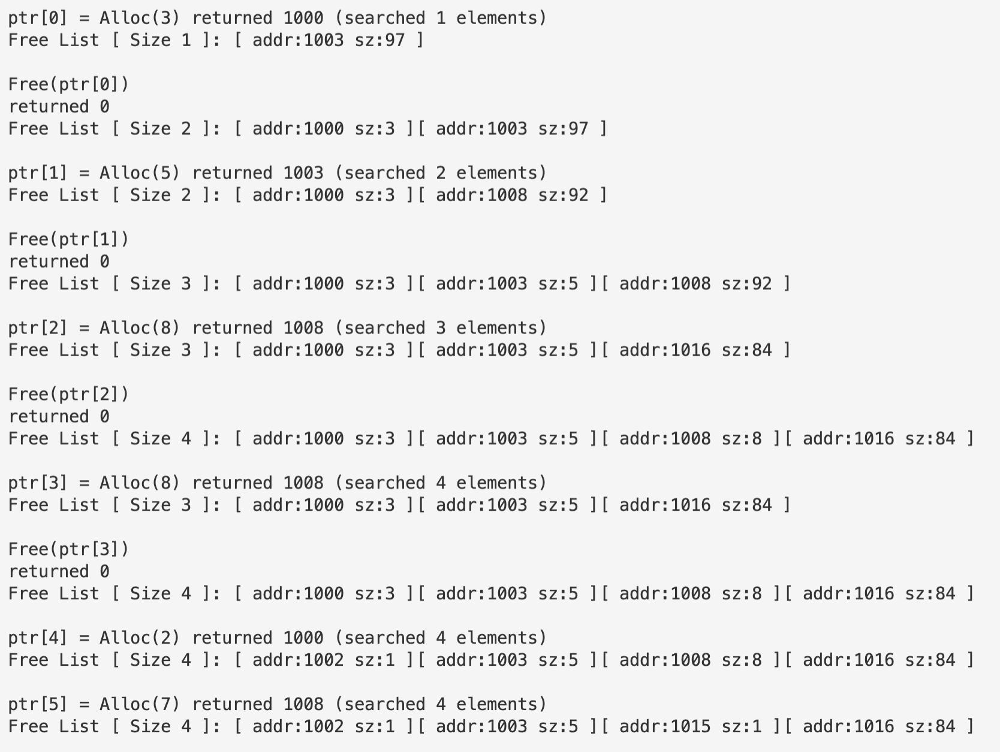 ptr[0] = Alloc(3) returned 1000 (searched 1 elements)
Free List [ Size 1 ]: [ addr:1003 sz:97 ]
Free(ptr[0])
returned 0
Free List [ Size 2 ]: [ addr:1000 sz:3 ][ addr:1003 sz:97 ]
ptr[1] = Alloc(5) returned 1003 (searched 2 elements)
Free List [ Size 2 ]: [ addr:1000 sz:3 ][ addr:1008 sz:92 ]
Free(ptr[1])
returned 0
Free List [ Size 3 ]: [ addr:1000 sz:3 ][ addr:1003 sz:5 ][ addr:1008 sz:92 ]
ptr[2] = Alloc(8) returned 1008 (searched 3 elements)
Free List [ Size 3 ]: [ addr:1000 sz:3 ][ addr:1003 sz:5 ][ addr:1016 sz:84 ]
Free(ptr[2])
returned 0
Free List [ Size 4 ]: [ addr:1000 sz:3 ][ addr:1003 sz:5 ][ addr:1008 sz:8 ][ addr:1016 sz:84 ]
ptr[3] = Alloc(8) returned 1008 (searched 4 elements)
Free List [ Size 3 ]: [ addr:1000 sz:3 ][ addr:1003 sz:5 ][ addr:1016 sz:84 ]
Free(ptr[3])
returned 0
Free List [ Size 4 ]: [ addr:1000 sz:3 ][ addr:1003 sz:5 ][ addr:1008 sz:8 ][ addr:1016 sz:84 ]
ptr[4] = Alloc(2) returned 1000 (searched 4 elements)
Free List [ Size 4 ]: [ addr:1002 sz:1 ][ addr:1003 sz:5 ][ addr:1008 sz:8 ][ addr:1016 sz:84 ]
ptr[5] = Alloc(7) returned 1008 (searched 4 elements)
Free List [ Size 4 ]: [ addr:1002 sz:1 ][ addr:1003 sz:5 ][ addr:1015 sz:1 ][ addr:1016 sz:84 ]